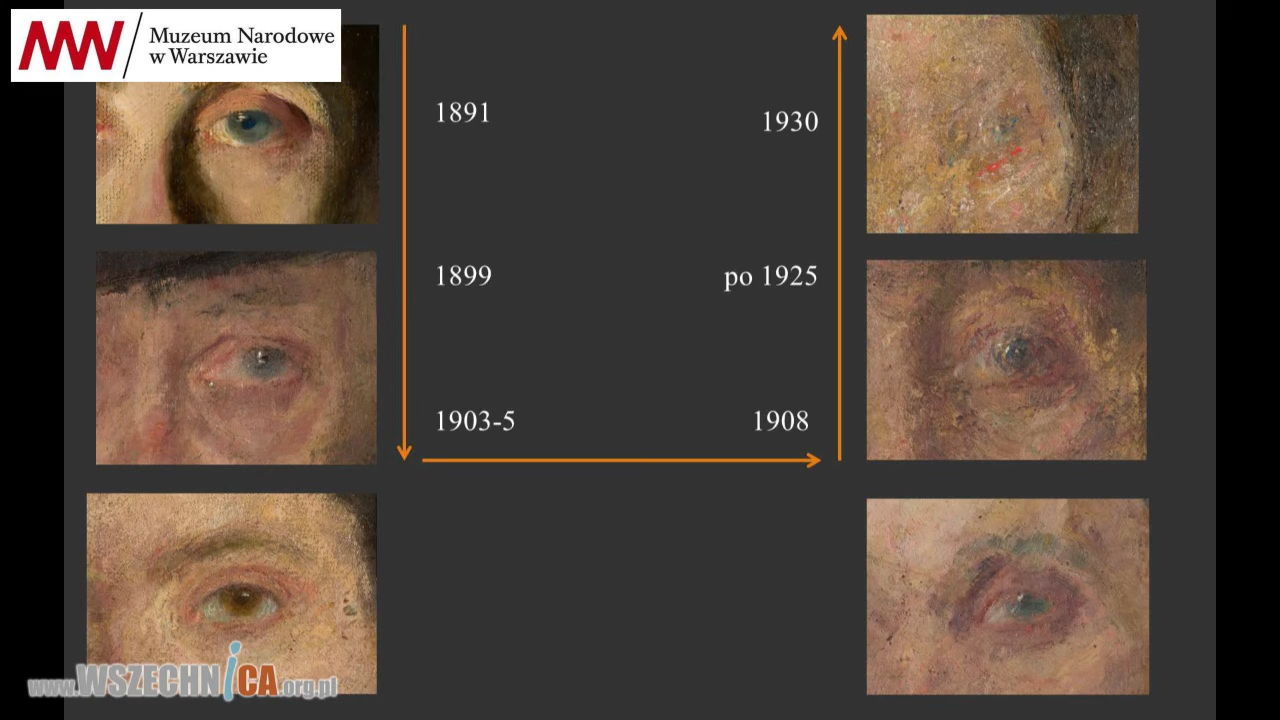 Muzeum Narodowe
w Warszawie
1891
1930
1899
po 1925
1903-5
1908
www.WSZECHNiCA.org.pl